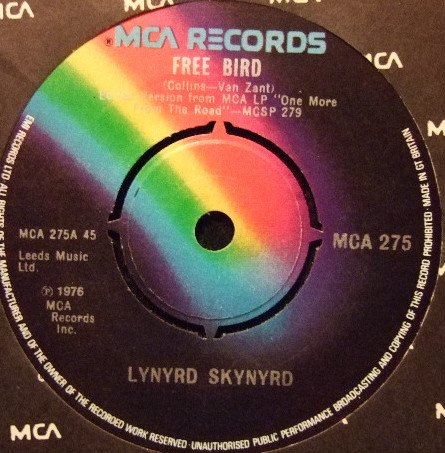 MCA RECORDS
FREE BIRD
(Collins—Van Zant)
Version from MCA LP "One More
From The Road"—MCSP 279
MCA 275A 45
Leeds Music
Ltd.
MCA 275
℗ 1976
MCA
Records
Inc.
LYNYRD SKYNYRD
EMI RECORDS LTD ALL RIGHTS OF THE MANUFACTURER AND OF THE OWNER OF THE RECORDED WORK RESERVED · UNAUTHORISED PUBLIC PERFORMANCE BROADCASTING AND COPYING OF THIS RECORD PROHIBITED · MADE IN GT BRITAIN
MCA
MCA
MCA
MCA